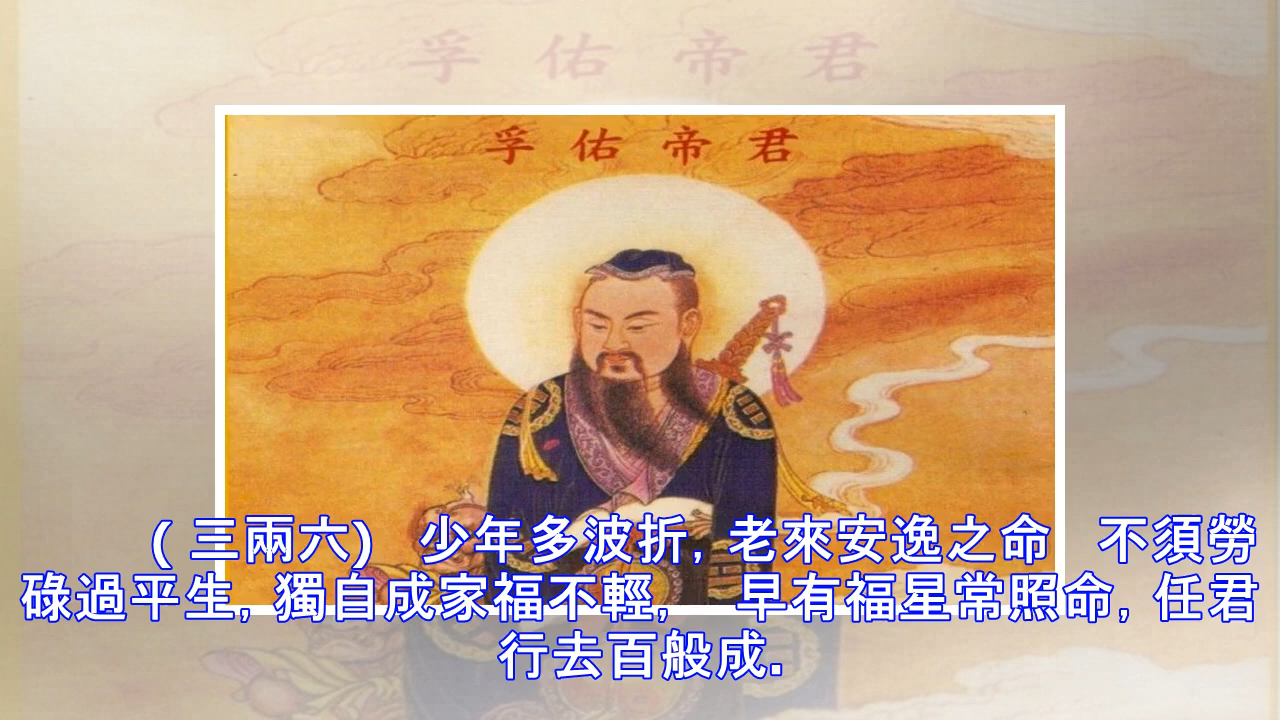 孚佑帝君
孚佑帝君
(三兩六) 少年多波折, 老來安逸之命 不須勞
碌過平生, 獨自成家福不輕, 早有福星常照命, 任君
行去百般成.